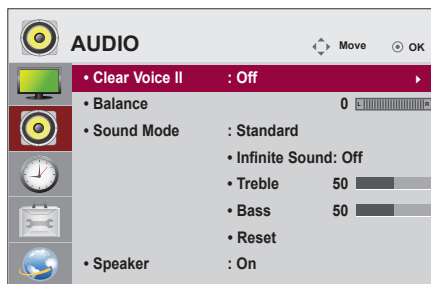 AUDIO Move OK
• Clear Voice II : Off
• Balance 0 L R
• Sound Mode : Standard
• Infinite Sound: Off
• Treble 50
• Bass 50
• Reset
• Speaker : On